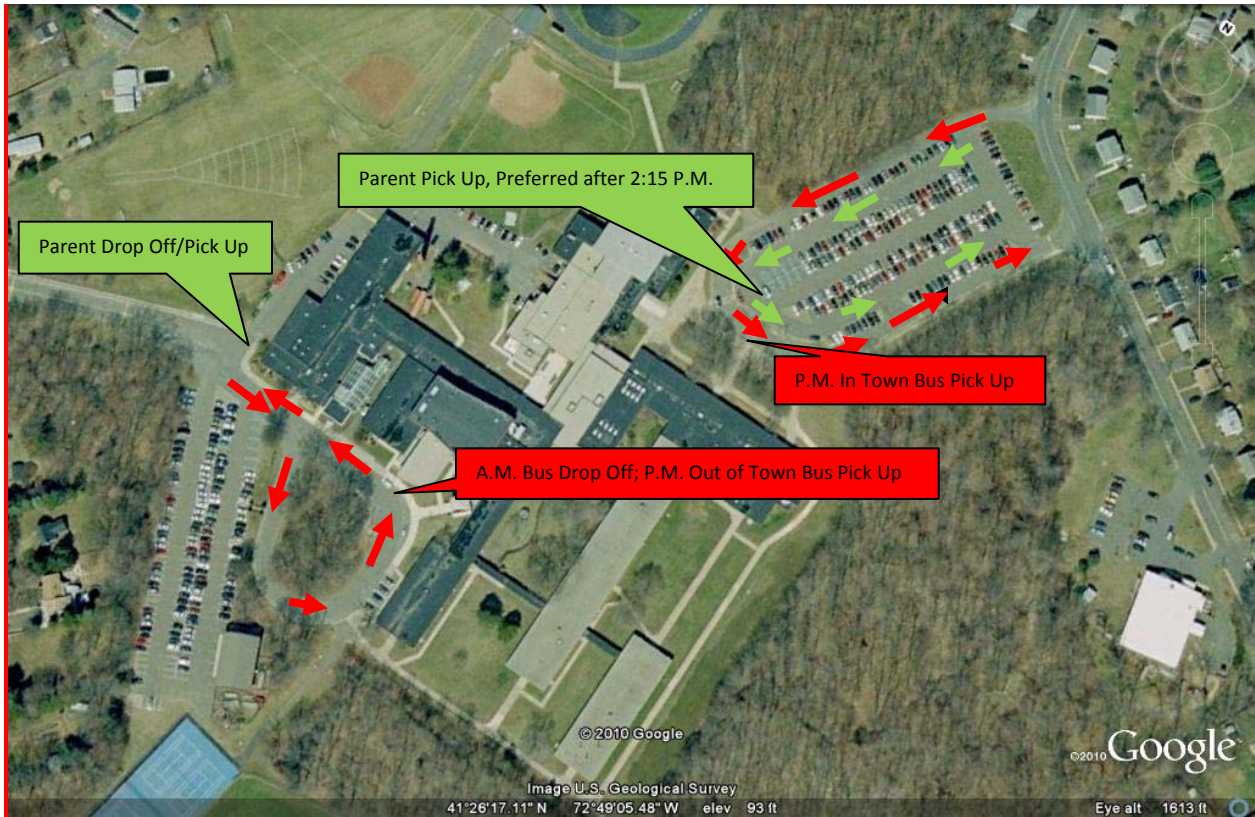 N
Parent Pick Up, Preferred after 2:15 P.M.
Parent Drop Off/Pick Up
P.M. In Town Bus Pick Up
A.M. Bus Drop Off; P.M. Out of Town Bus Pick Up
© 2010 Google
©2010 Google
Image U.S. Geological Survey
41°26'17.11" N 72°49'05.48" W elev 93 ft Eye alt 1613 ft